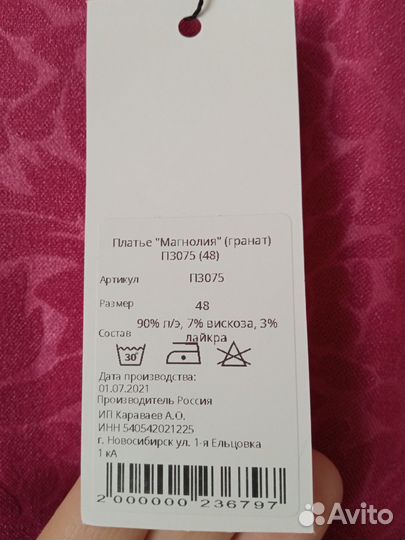 Платье "Магнолия" (гранат)
П3075 (48)
Артикул П3075
Размер 48
Состав 90% п/э, 7% вискоза, 3%
лайкра
30
Дата производства:
01.07.2021
Производитель Россия
ИП Караваев А.О.
ИНН 540542021225
г. Новосибирск ул. 1-я Ельцовка
1 кА
2 000000 236797
Avito